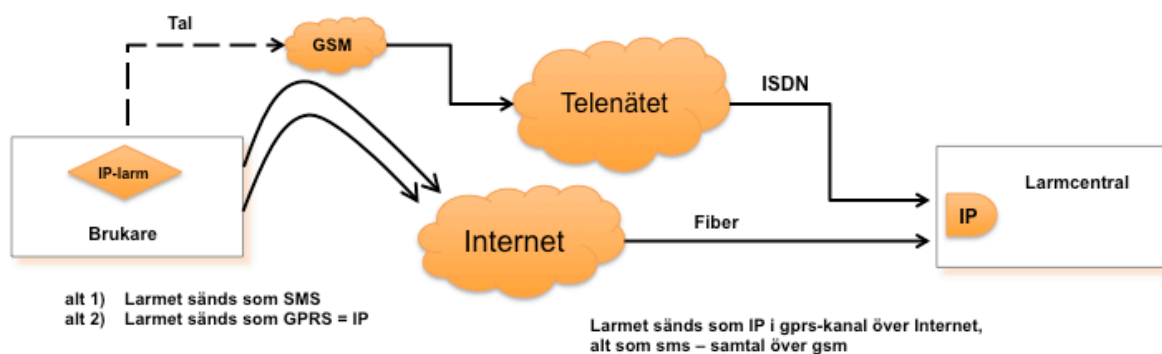 Tal
GSM
Telenätet
ISDN
IP-larm
Brukare
Internet
Fiber
Larmcentral
IP
alt 1) Larmet sänds som SMS
alt 2) Larmet sänds som GPRS = IP
Larmet sänds som IP i gprs-kanal över Internet,
alt som sms – samtal över gsm